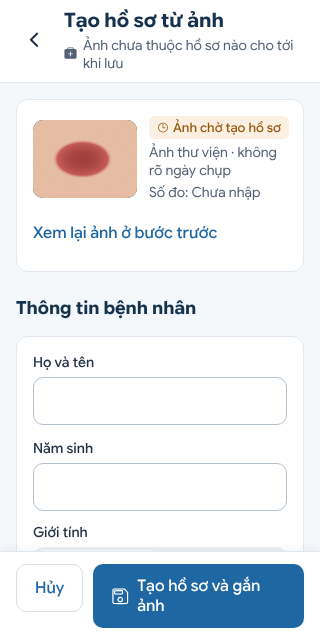 Tạo hồ sơ từ ảnh
Ảnh chưa thuộc hồ sơ nào cho tới
khi lưu
Ảnh chờ tạo hồ sơ
Ảnh thư viện · không
rõ ngày chụp
Số đo: Chưa nhập
Xem lại ảnh ở bước trước
Thông tin bệnh nhân
Họ và tên
Năm sinh
Giới tính
Hủy
Tạo hồ sơ và gắn
ảnh